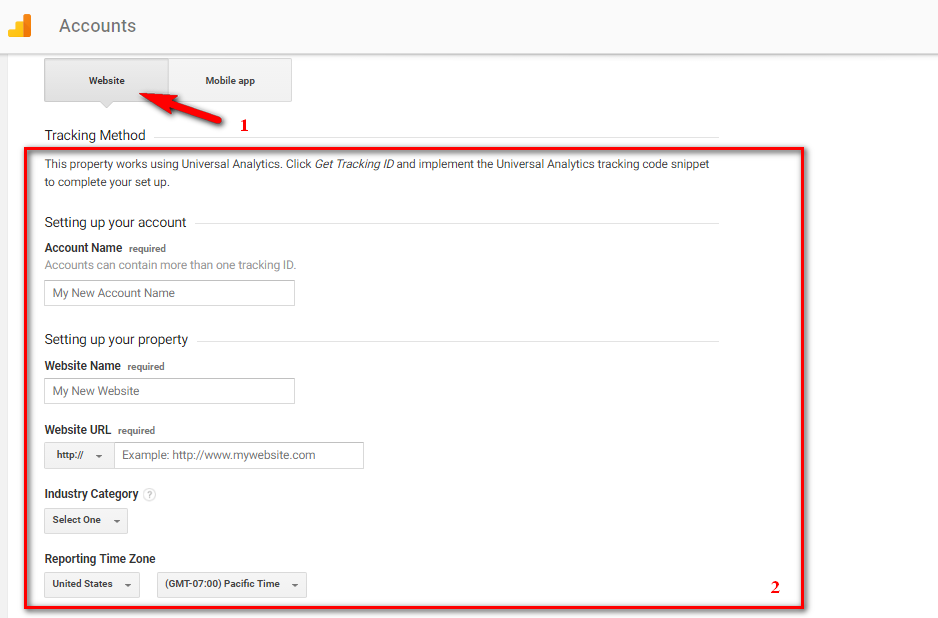 Accounts
Website Mobile app
1
Tracking Method
This property works using Universal Analytics. Click Get Tracking ID and implement the Universal Analytics tracking code snippet
to complete your set up.
Setting up your account
Account Name required
Accounts can contain more than one tracking ID.
My New Account Name
Setting up your property
Website Name required
My New Website
Website URL required
http:// Example: http://www.mywebsite.com
Industry Category ?
Select One
Reporting Time Zone
United States (GMT-07:00) Pacific Time
2